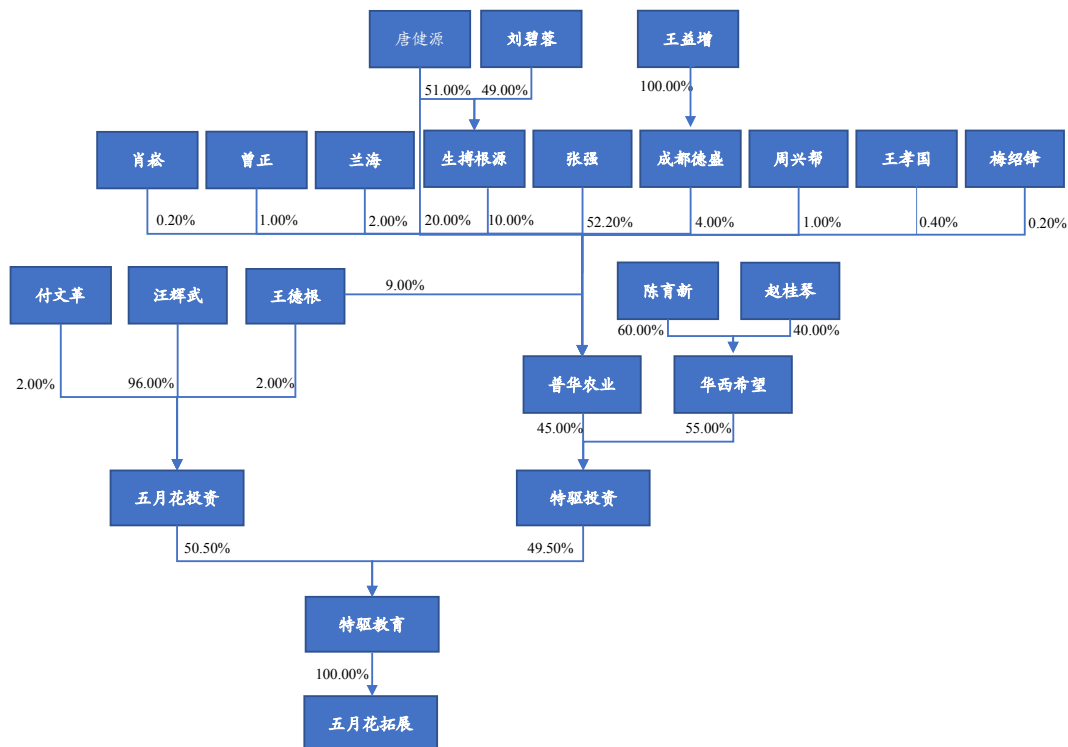 唐健源
刘碧蓉
王益增
51.00%
49.00%
100.00%
肖崧
曾正
兰海
生搏根源
张强
成都德盛
周兴帮
王孝国
梅绍锋
0.20%
1.00%
2.00%
20.00%
10.00%
52.20%
4.00%
1.00%
0.40%
0.20%
付文革
汪辉武
王德根
9.00%
陈育新
赵桂琴
60.00%
40.00%
2.00%
96.00%
2.00%
普华农业
华西希望
45.00%
55.00%
五月花投资
特驱投资
50.50%
49.50%
特驱教育
100.00%
五月花拓展